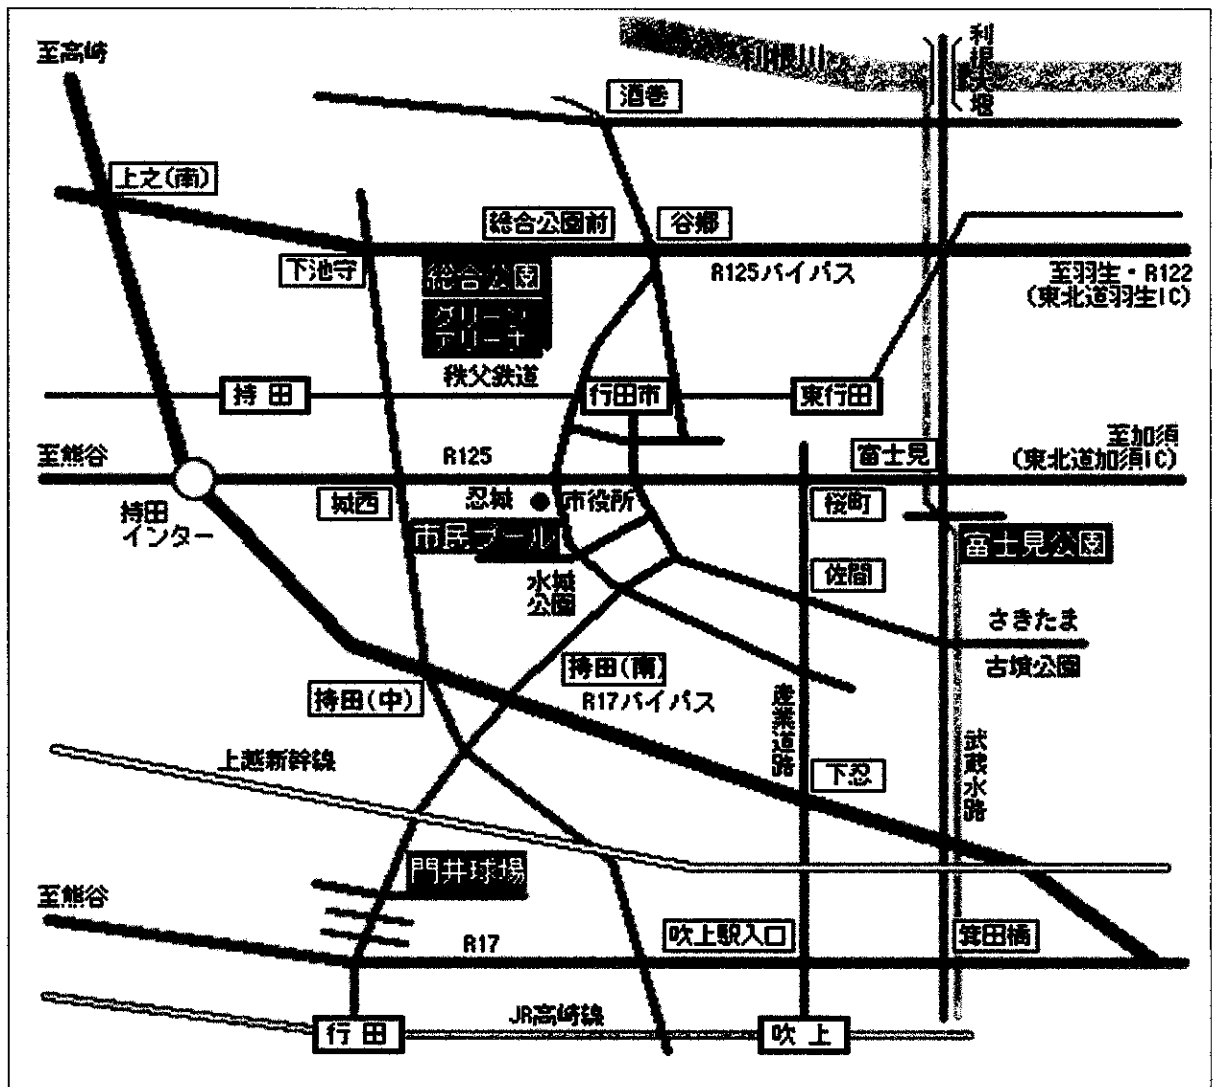 至高崎
利根川
利根大堰
酒巻
上之(南)
総合公園前
谷郷
下池守
総合公園
グリーン
アリーナ
R125バイパス
至羽生・R122
(東北道羽生IC)
秩父鉄道
持田
行田市
東行田
至熊谷
R125
富士見
至加須
(東北道加須IC)
持田
インター
城西
忍城
市役所
桜町
市民プール
富士見公園
水城
公園
佐間
さきたま
古墳公園
持田(南)
持田(中)
R17バイパス
産業道路
武蔵水路
上越新幹線
下忍
門井球場
至熊谷
R17
吹上駅入口
箕田橋
JR高崎線
行田
吹上